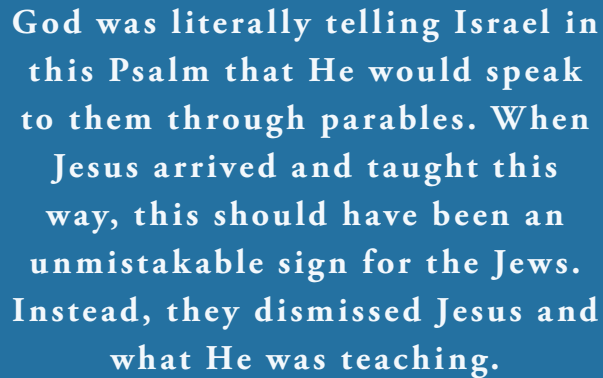 God was literally telling Israel in
this Psalm that He would speak
to them through parables. When
Jesus arrived and taught this
way, this should have been an
unmistakable sign for the Jews.
Instead, they dismissed Jesus and
what He was teaching.